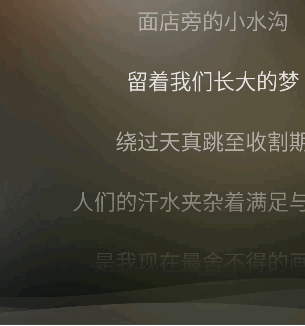 面店旁的小水沟
留着我们长大的梦
绕过天真跳至收割期
人们的汗水夹杂着满足与
是我现在最舍不得的画